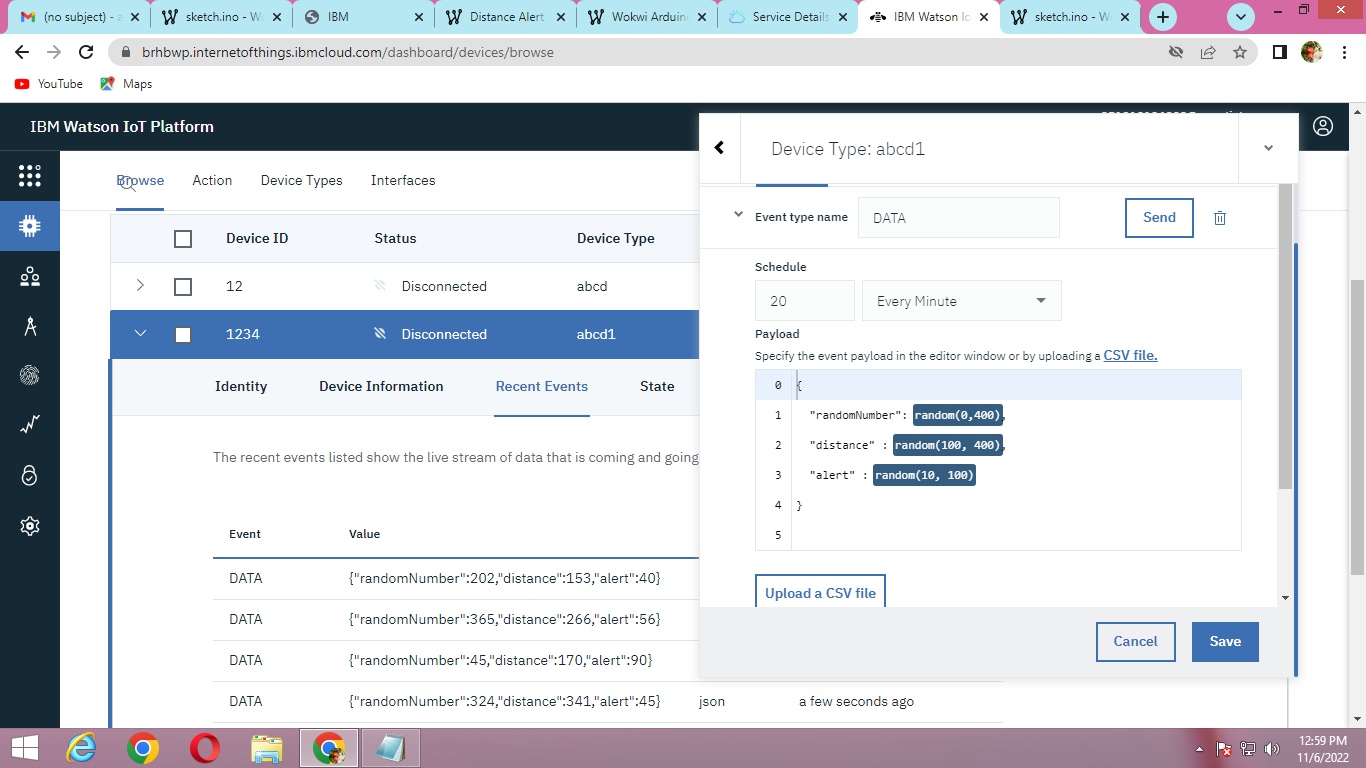 (no subject) - a
sketch.ino - Wo
IBM
Distance Alert
Wokwi Arduin
Service Details
IBM Watson Io
sketch.ino - W
brhbwp.internetofthings.ibmcloud.com/dashboard/devices/browse
YouTube
Maps
IBM Watson IoT Platform
Browse
Action
Device Types
Interfaces
Device ID
Status
Device Type
12
Disconnected
abcd
1234
Disconnected
abcd1
Identity
Device Information
Recent Events
State
The recent events listed show the live stream of data that is coming and going
Event
Value
DATA
{"randomNumber":202,"distance":153,"alert":40}
DATA
{"randomNumber":365,"distance":266,"alert":56}
DATA
{"randomNumber":45,"distance":170,"alert":90}
DATA
{"randomNumber":324,"distance":341,"alert":45}
json
a few seconds ago
Device Type: abcd1
Event type name
DATA
Send
Schedule
20
Every Minute
Payload
Specify the event payload in the editor window or by uploading a CSV file.
0 {
1 "randomNumber": random(0,400),
2 "distance" : random(100, 400),
3 "alert" : random(10, 100)
4 }
5
Upload a CSV file
Cancel
Save
12:59 PM
11/6/2022